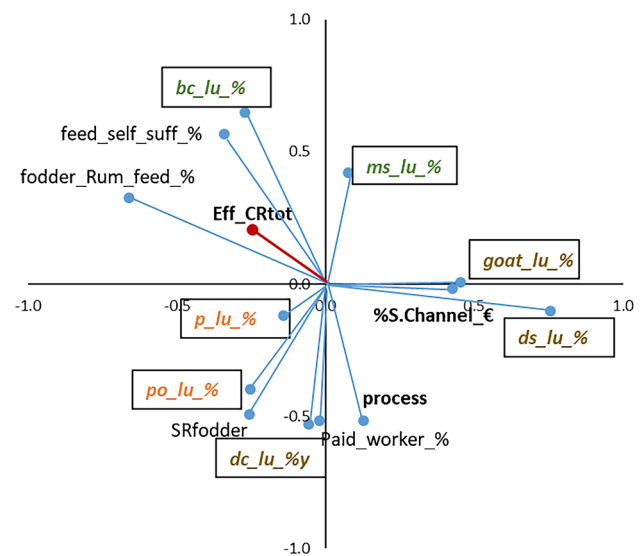 1.0
bc_lu_%
feed_self_suff_%
0.5
ms_lu_%
fodder_Rum_feed_%
Eff_CRtot
goat_lu_%
-1.0
-0.5
0.0
0.0
0.5
1.0
p_lu_%
%S.Channel_€
ds_lu_%
po_lu_%
process
SRfodder
-0.5
Paid_worker_%
dc_lu_%y
-1.0